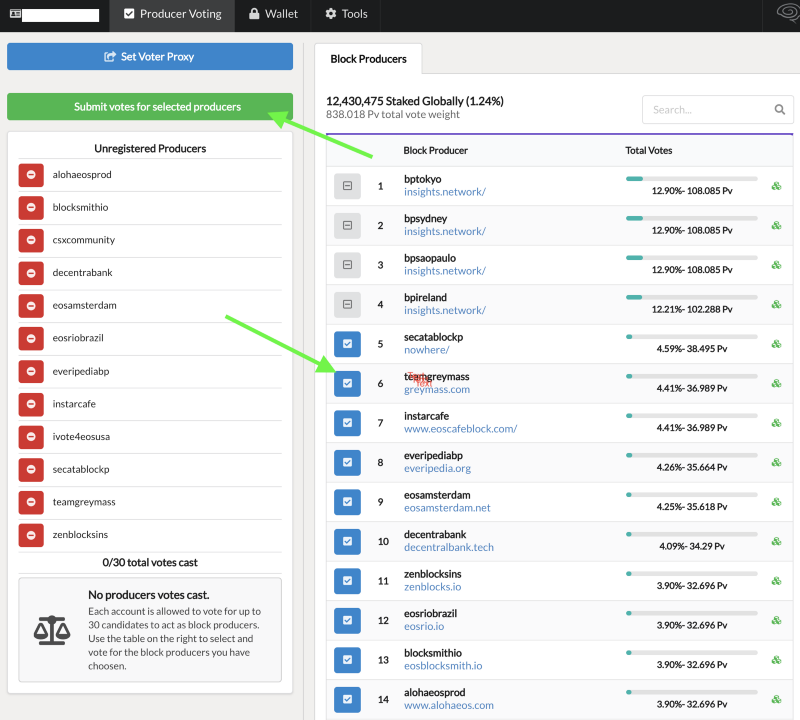 Producer Voting
Wallet
Tools
Set Voter Proxy
Submit votes for selected producers
Unregistered Producers
alohaeosprod
blocksmithio
csxcommunity
decentrabank
eosamsterdam
eosriobrazil
everipediabp
instarcafe
ivote4eosusa
secatablockp
teamgreymass
zenblocksins
0/30 total votes cast
No producers votes cast.
Each account is allowed to vote for up to
30 candidates to act as block producers.
Use the table on the right to select and
vote for the block producers you have
choosen.
Block Producers
12,430,475 Staked Globally (1.24%)
838.018 Pv total vote weight
Search...
Block Producer Total Votes
1 bptokyo
insights.network/
12.90%- 108.085 Pv
2 bpsydney
insights.network/
12.90%- 108.085 Pv
3 bpsaopaulo
insights.network/
12.90%- 108.085 Pv
4 bpireland
insights.network/
12.21%- 102.288 Pv
5 secatablockp
nowhere/
4.59%- 38.495 Pv
6 teamgreymass
greymass.com
4.41%- 36.989 Pv
7 instarcafe
www.eoscafeblock.com/
4.41%- 36.989 Pv
8 everipediabp
everipedia.org
4.26%- 35.664 Pv
9 eosamsterdam
eosamsterdam.net
4.25%- 35.618 Pv
10 decentrabank
decentralbank.tech
4.09%- 34.29 Pv
11 zenblocksins
zenblocks.io
3.90%- 32.696 Pv
12 eosriobrazil
eosrio.io
3.90%- 32.696 Pv
13 blocksmithio
eosblocksmith.io
3.90%- 32.696 Pv
14 alohaeosprod
www.alohaeos.com
3.90%- 32.696 Pv